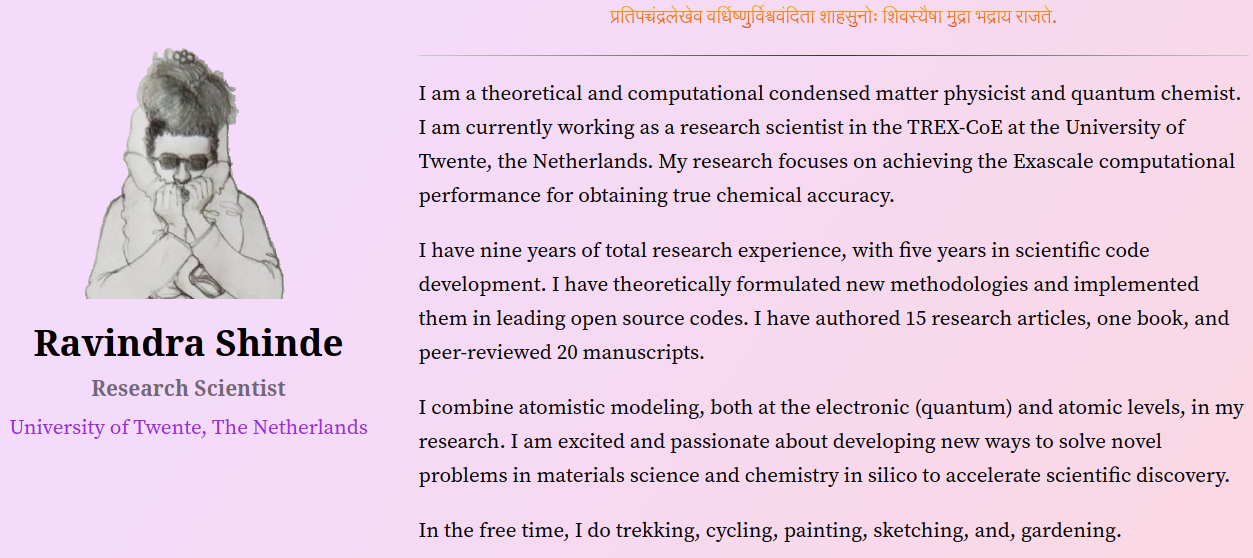 प्रतिपच्चंद्रलेखेव वर्धिष्णुर्विश्ववंदिता शाहसुनोः शिवस्यैषा मुद्रा भद्राय राजते.
Ravindra Shinde
Research Scientist
University of Twente, The Netherlands
I am a theoretical and computational condensed matter physicist and quantum chemist.
I am currently working as a research scientist in the TREX-CoE at the University of
Twente, the Netherlands. My research focuses on achieving the Exascale computational
performance for obtaining true chemical accuracy.
I have nine years of total research experience, with five years in scientific code
development. I have theoretically formulated new methodologies and implemented
them in leading open source codes. I have authored 15 research articles, one book, and
peer-reviewed 20 manuscripts.
I combine atomistic modeling, both at the electronic (quantum) and atomic levels, in my
research. I am excited and passionate about developing new ways to solve novel
problems in materials science and chemistry in silico to accelerate scientific discovery.
In the free time, I do trekking, cycling, painting, sketching, and, gardening.